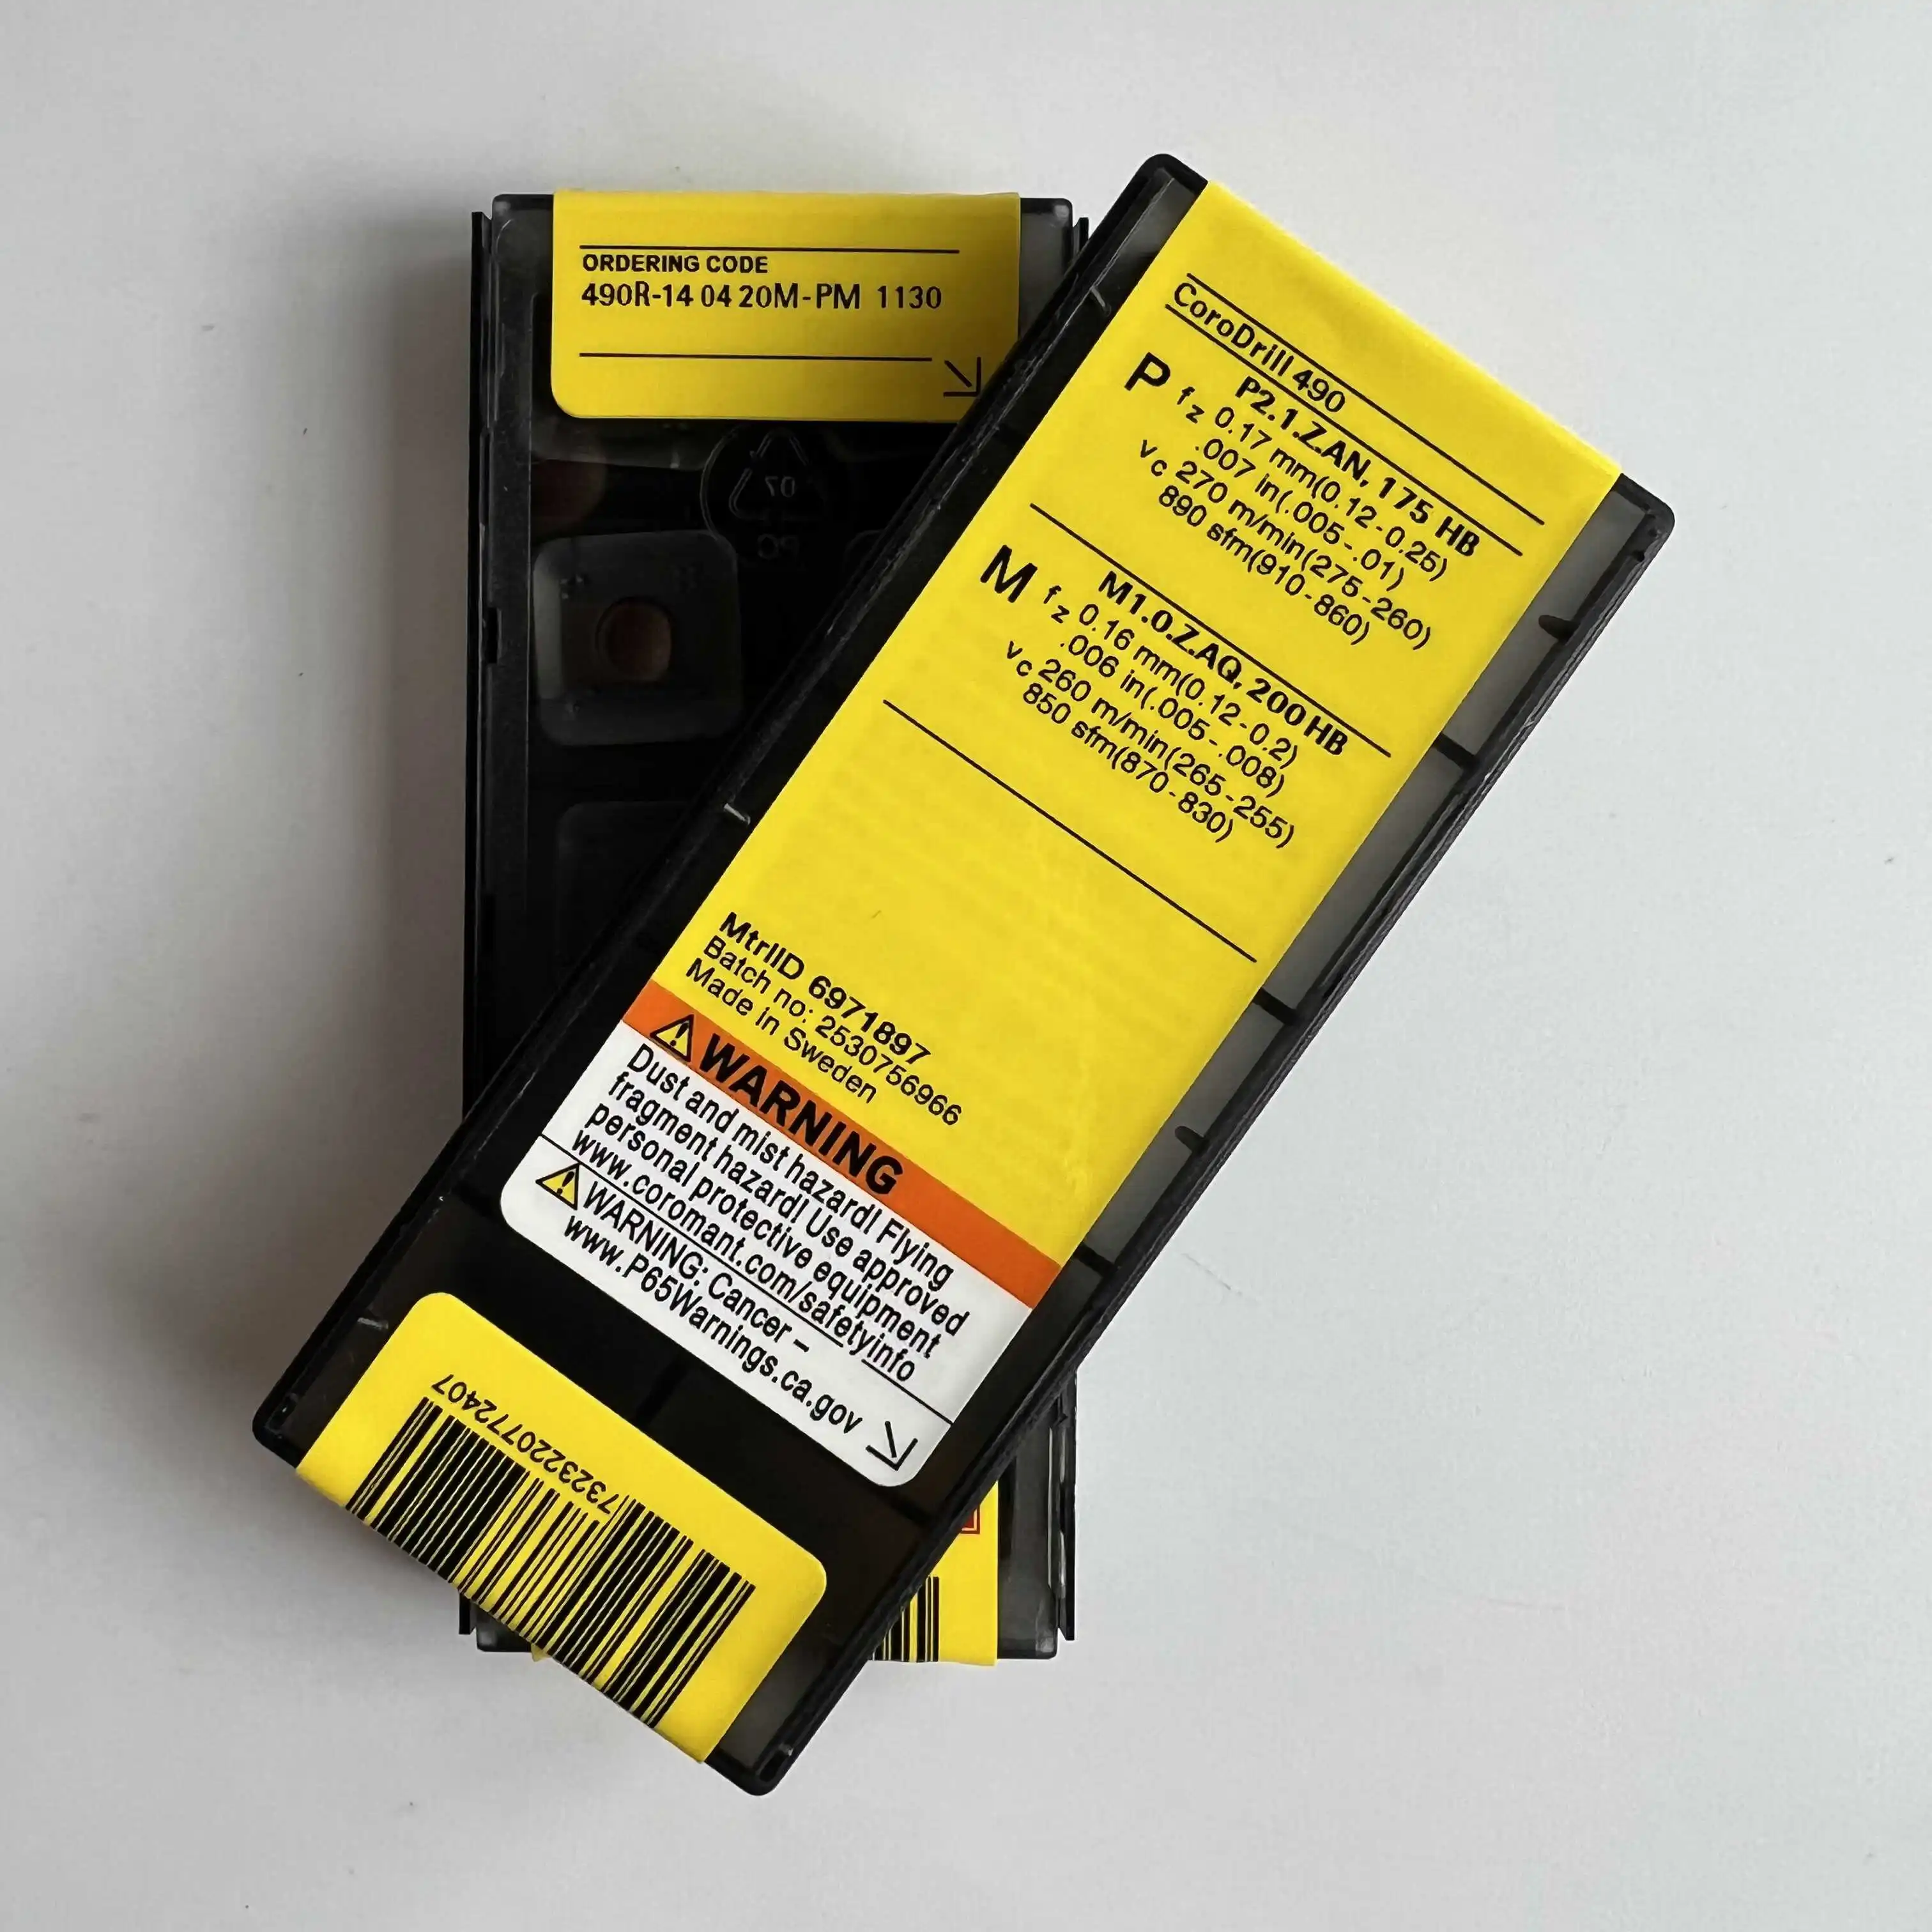 ORDERING CODE
490R-14 04 20M-PM 1130
07
PC
CoroDrill 490
P2.1.Z.AN, 175 HB
P fz 0.17 mm(0.12-0.25)
.007 in(.005-.01)
vc 270 m/min(275-260)
890 sfm(910-860)
M1.0.Z.AQ, 200 HB
M fz 0.16 mm(0.12-0.2)
.006 in(.005-.008)
vc 260 m/min(265-255)
850 sfm(870-830)
MtrlID 6971897
Batch no: 2530756966
Made in Sweden
WARNING
Dust and mist hazard! Flying
fragment hazard! Use approved
personal protective equipment
www.coromant.com/safetyinfo
WARNING: Cancer –
www.P65Warnings.ca.gov
7323220772407